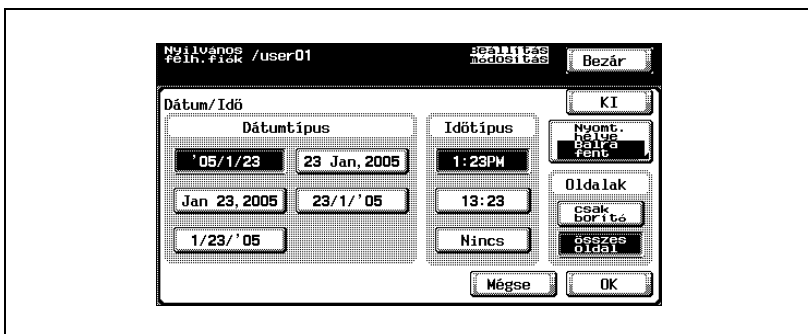 Nyilvános
félh.fiók /user01
Beállítás
módosítás
Bezár
Dátum/Idő
KI
Dátumtípus
'05/1/23
23 Jan,2005
Jan 23,2005
23/1/'05
1/23/'05
Időtípus
1:23PM
13:23
Nincs
Nyomt.
helye
Balra
fent
Oldalak
csak
borító
összes
oldal
Mégse
OK